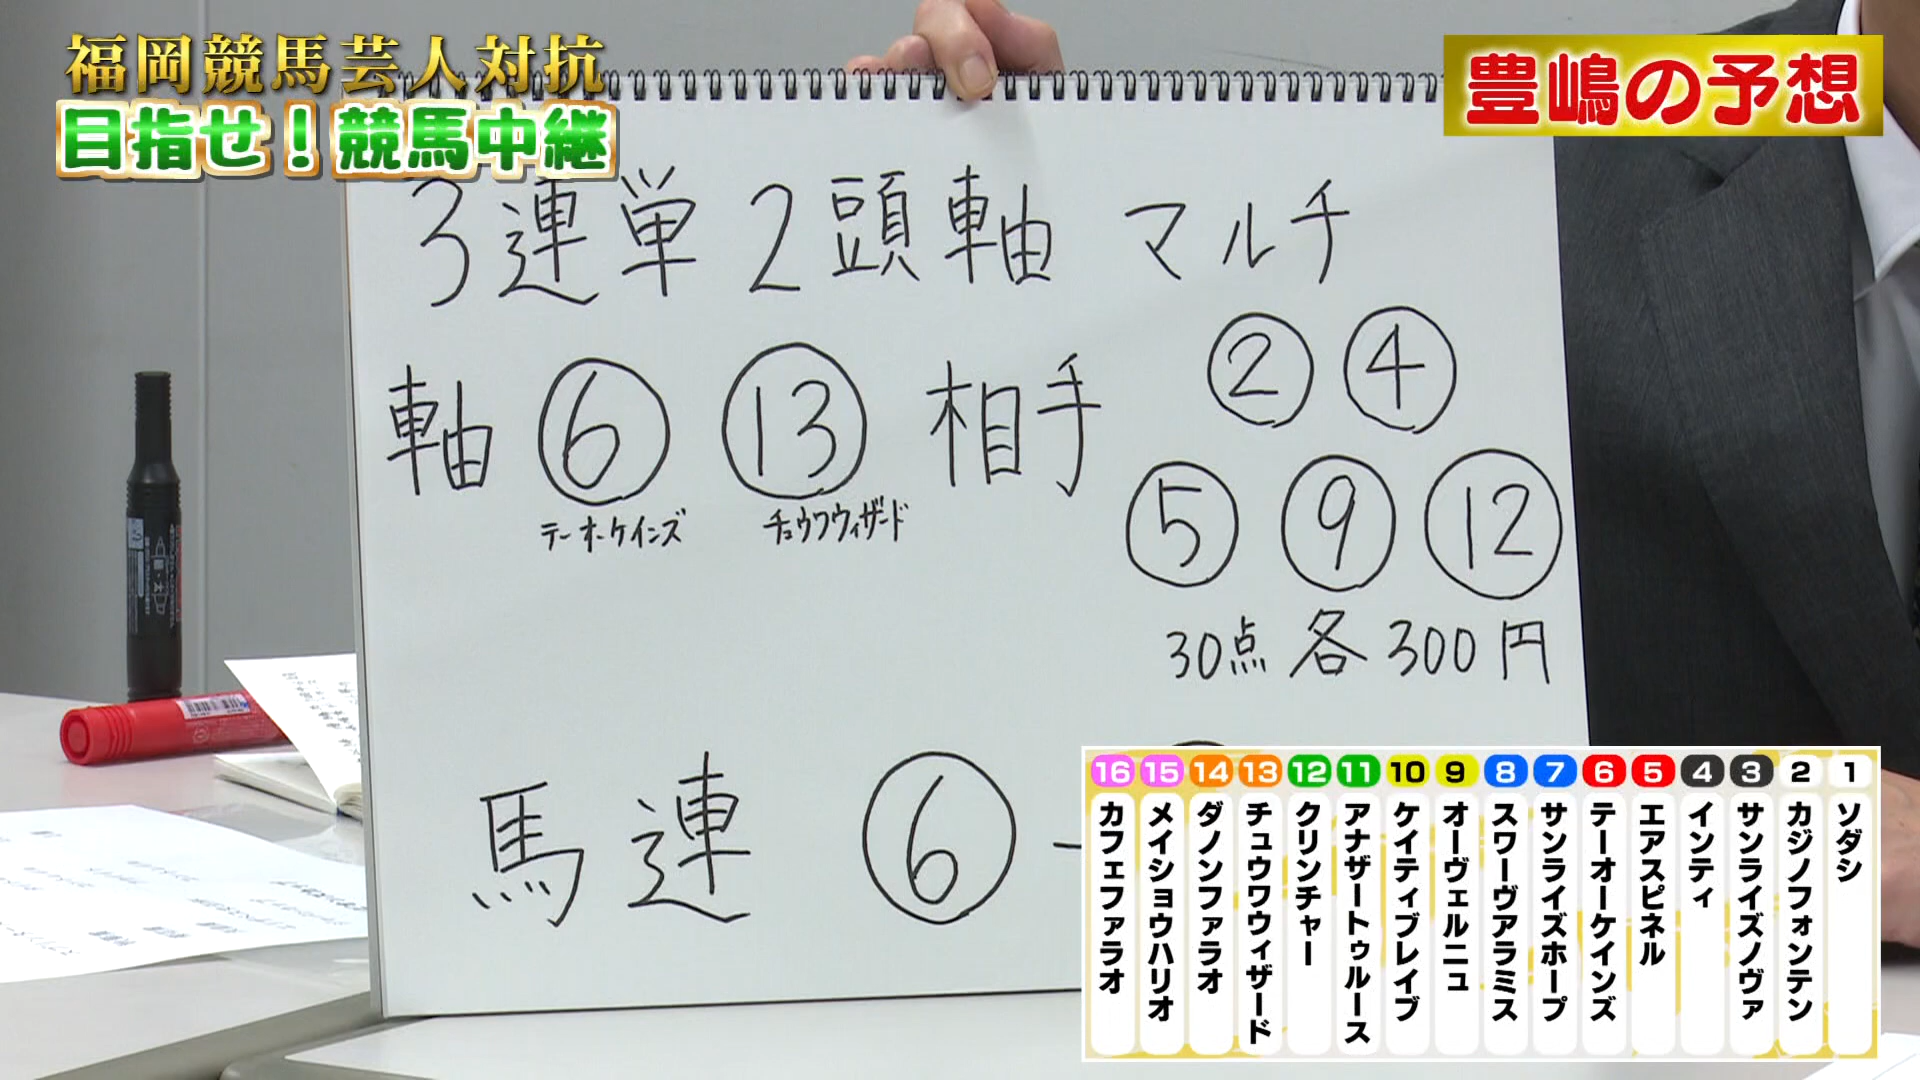 福岡競馬芸人対抗
目指せ！競馬中継
豊嶋の予想
3連単 2頭軸 マルチ
軸 ⑥ ⑬ 相手 ② ④
テーオーケインズ チュウワウィザード
⑤ ⑨ ⑫
30点 各300円
馬連 ⑥ -
1 ソダシ
2 カジノフォンテン
3 サンライズノヴァ
4 インティ
5 エアスピネル
6 テーオーケインズ
7 サンライズホープ
8 スワーヴアラミス
9 オーヴェルニュ
10 ケイティブレイブ
11 アナザートゥルース
12 クリンチャー
13 チュウワウィザード
14 ダノンファラオ
15 メイショウハリオ
16 カフェファラオ